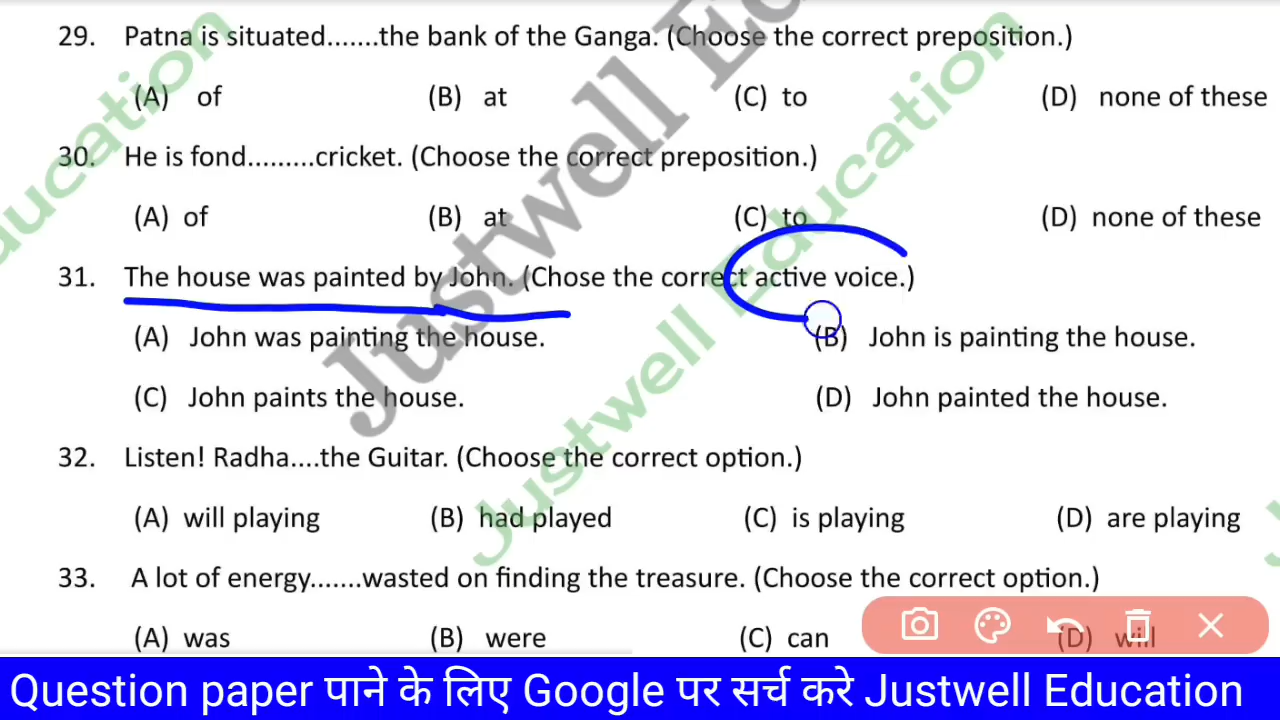 29. Patna is situated.......the bank of the Ganga. (Choose the correct preposition.)
(A) of (B) at (C) to (D) none of these
30. He is fond.........cricket. (Choose the correct preposition.)
(A) of (B) at (C) to (D) none of these
31. The house was painted by John. (Chose the correct active voice.)
(A) John was painting the house. (B) John is painting the house.
(C) John paints the house. (D) John painted the house.
32. Listen! Radha....the Guitar. (Choose the correct option.)
(A) will playing (B) had played (C) is playing (D) are playing
33. A lot of energy.......wasted on finding the treasure. (Choose the correct option.)
(A) was (B) were (C) can (D) will
Question paper पाने के लिए Google पर सर्च करे Justwell Education
Justwell Education
Justwell E
ducation